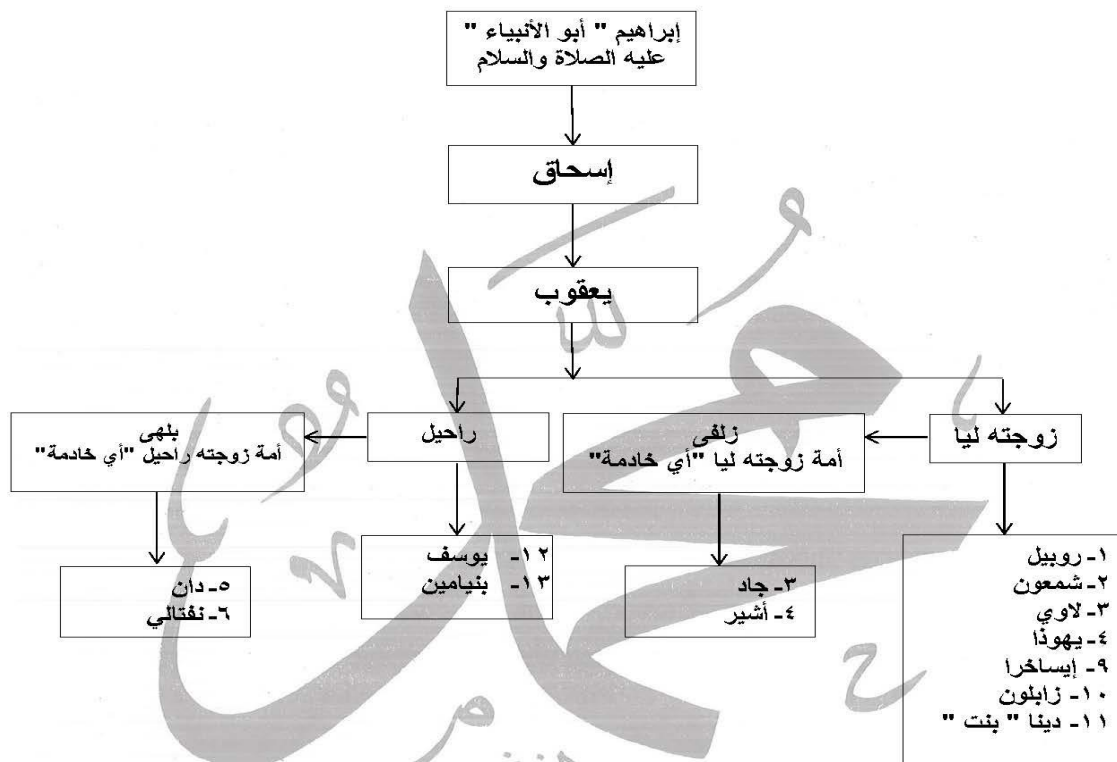 إبراهيم " أبو الأنبياء "
عليه الصلاة والسلام
إسحاق
يعقوب
زوجته ليا
زلفى
أمة زوجته ليا "أي خادمة"
راحيل
بلهى
أمة زوجته راحيل "أي خادمة"
١- روبيل
٢- شمعون
٣- لاوي
٤- يهوذا
٩- إيساخرا
١٠- زابلون
١١- دينا " بنت "
٣- جاد
٤- أشير
١٢- يوسف
١٣- بنيامين
٥- دان
٦- نفتالي
محمد